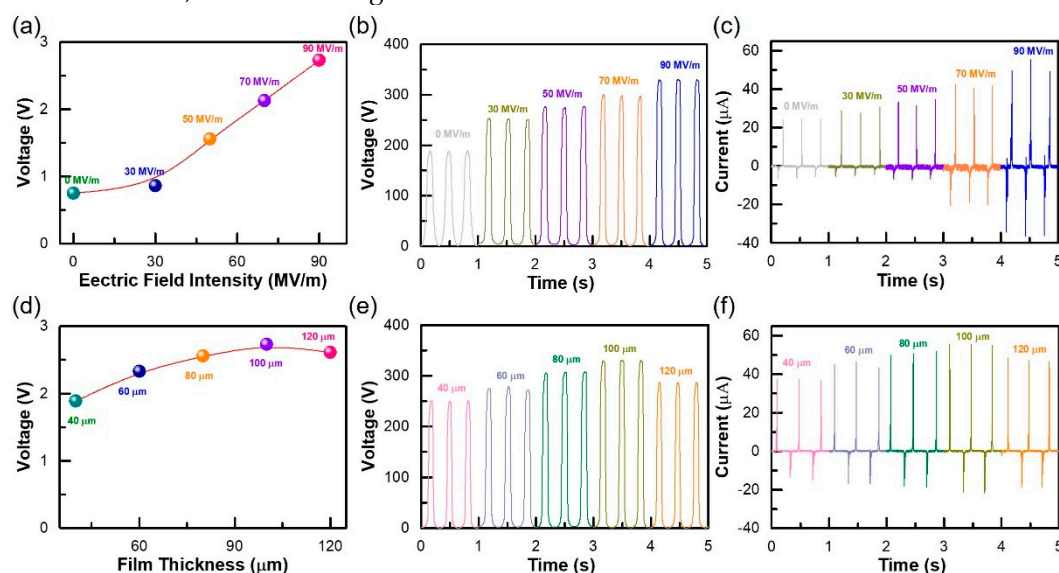 (a)
3
2
1
0
Voltage (V)
0 MV/m
30 MV/m
50 MV/m
70 MV/m
90 MV/m
0 30 60 90
Eectric Field Intensity (MV/m)
(b)
400
300
200
100
0
Voltage (V)
0 MV/m
30 MV/m
50 MV/m
70 MV/m
90 MV/m
0 1 2 3 4 5
Time (s)
(c)
60
40
20
0
-20
-40
Current (μA)
0 MV/m
30 MV/m
50 MV/m
70 MV/m
90 MV/m
0 1 2 3 4 5
Time (s)
(d)
3
2
1
0
Voltage (V)
40 μm
60 μm
80 μm
100 μm
120 μm
60 90 120
Film Thickness (μm)
(e)
400
300
200
100
0
Voltage (V)
40 μm
60 μm
80 μm
100 μm
120 μm
0 1 2 3 4 5
Time (s)
(f)
60
40
20
0
-20
-40
Current (μA)
40 μm
60 μm
80 μm
100 μm
120 μm
0 1 2 3 4 5
Time (s)